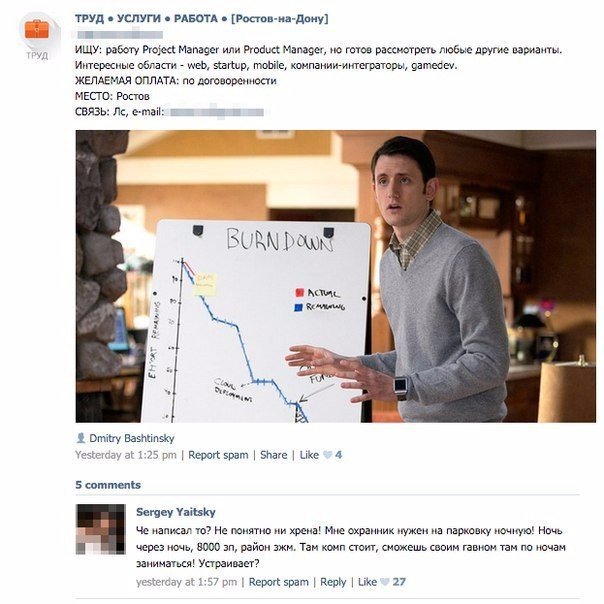 ТРУД • УСЛУГИ • РАБОТА • [Ростов-на-Дону]
ТРУД
ИЩУ: работу Project Manager или Product Manager, но готов рассмотреть любые другие варианты.
Интересные области - web, startup, mobile, компании-интеграторы, gamedev.
ЖЕЛАЕМАЯ ОПЛАТА: по договоренности
МЕСТО: Ростов
СВЯЗЬ: Лс, e-mail:
BURNDOWN
ACTUAL
REMAINING
EFFORT REMAINING
CLOUD
DEPLOYMENT
Dmitry Bashtinsky
Yesterday at 1:25 pm | Report spam | Share | Like 4
5 comments
Sergey Yaitsky
Че написал то? Не понятно ни хрена! Мне охранник нужен на парковку ночную! Ночь
через ночь, 8000 зп, район зжм. Там комп стоит, сможешь своим гавном там по ночам
заниматься! Устраивает?
yesterday at 1:57 pm | Report spam | Reply | Like 27